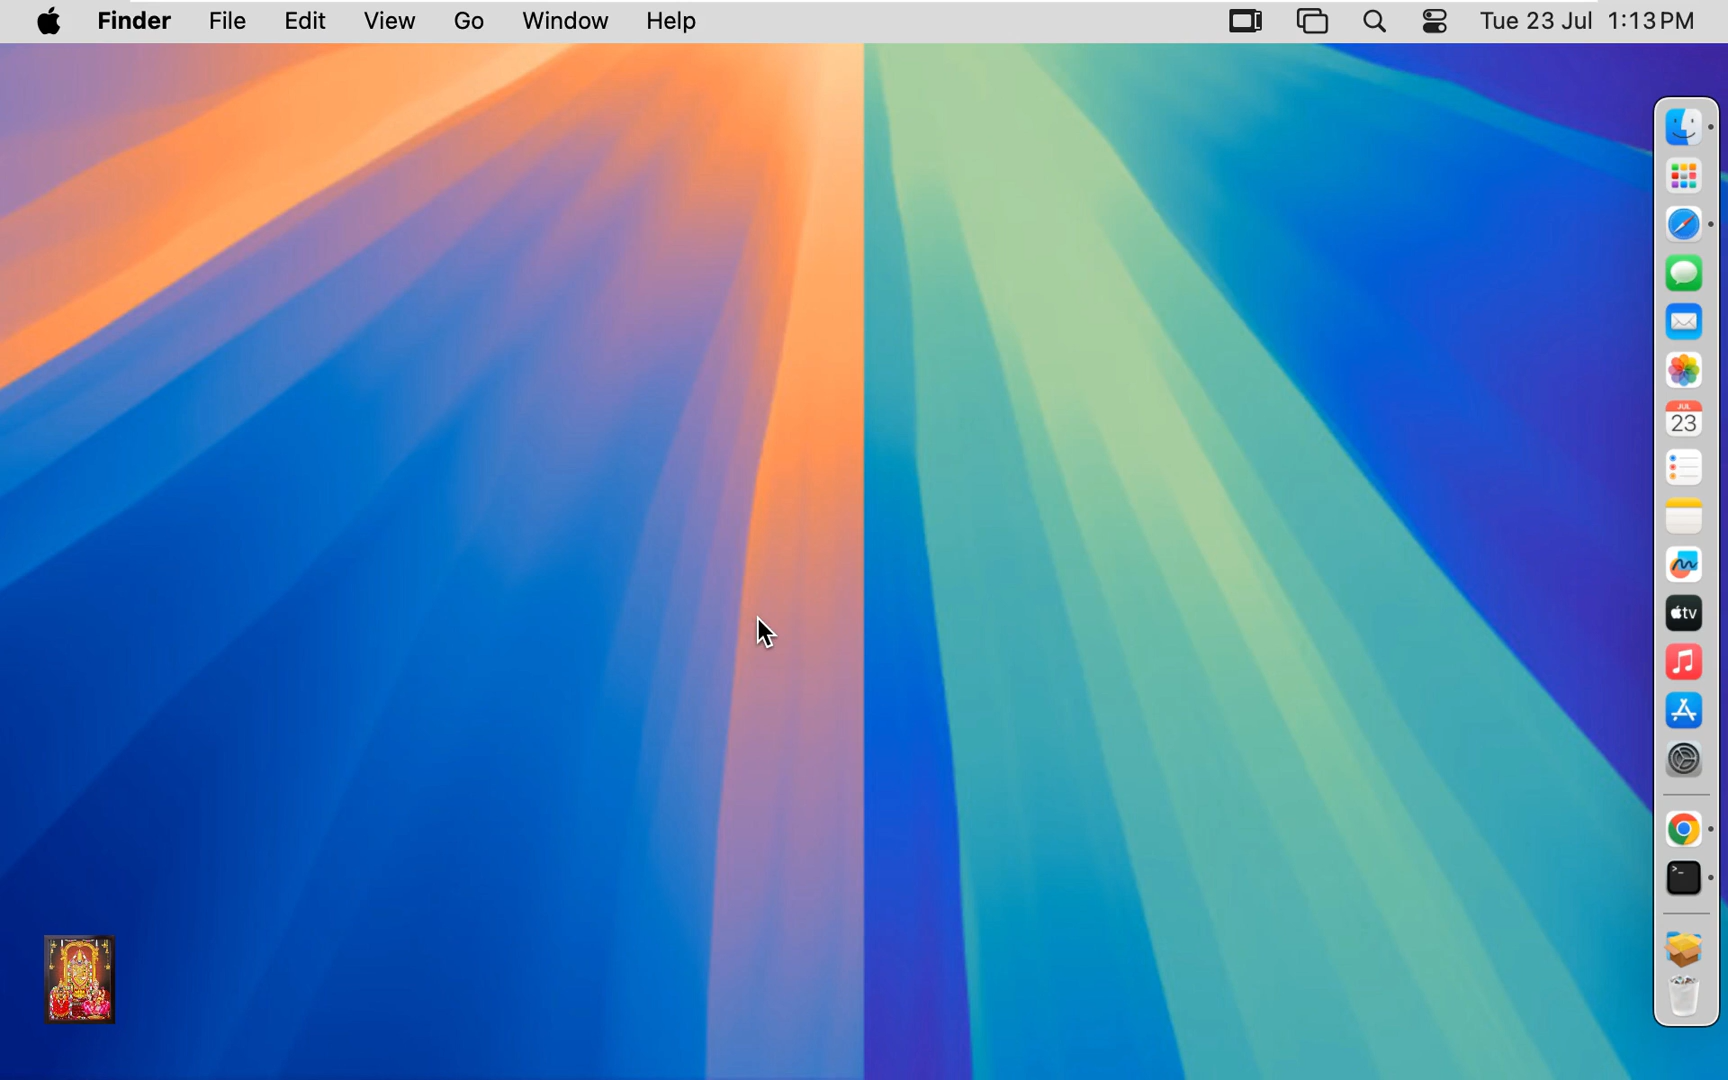 Finder File Edit View Go Window Help Tue 23 Jul 1:13 PM
JUL
23
tv
>_